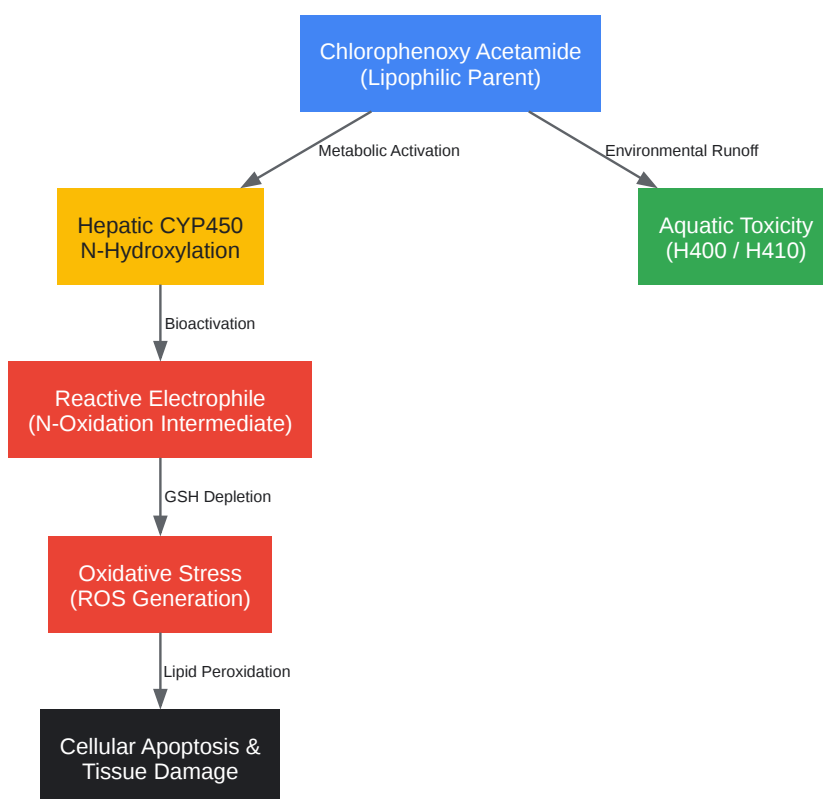 Chlorophenoxy Acetamide
(Lipophilic Parent)
Metabolic Activation
Environmental Runoff
Hepatic CYP450
N-Hydroxylation
Aquatic Toxicity
(H400 / H410)
Bioactivation
Reactive Electrophile
(N-Oxidation Intermediate)
GSH Depletion
Oxidative Stress
(ROS Generation)
Lipid Peroxidation
Cellular Apoptosis &
Tissue Damage